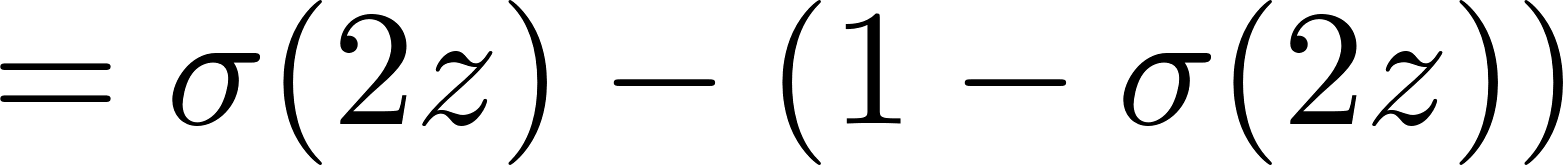 = σ(2z) − (1 − σ(2z))